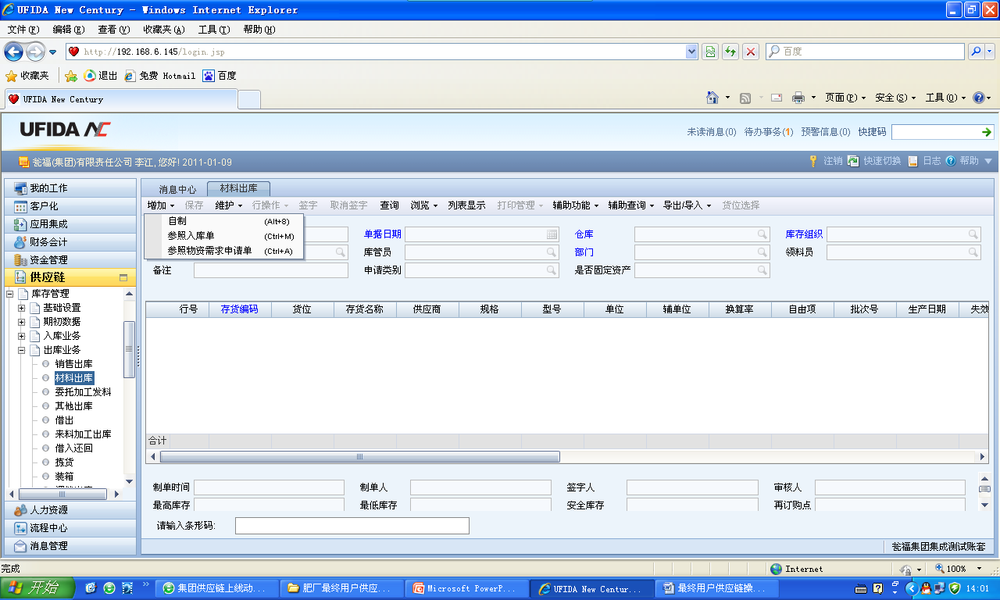 UFIDA New Century - Windows Internet Explorer
文件(F) 编辑(E) 查看(V) 收藏夹(A) 工具(T) 帮助(H)
http://192.168.6.145/login.jsp 百度
收藏夹 退出 免费 Hotmail 百度
UFIDA New Century 页面(P) 安全(S) 工具(O)
UFIDA NC 未读消息(0) 待办事务(1) 预警信息(0) 快捷码
瓮福(集团)有限责任公司 李江, 您好! 2011-01-09 注销 快速切换 日志 帮助
我的工作
客户化
应用集成
财务会计
资金管理
供应链
库存管理
基础设置
期初数据
入库业务
出库业务
销售出库
材料出库
委托加工发料
其他出库
借出
来料加工出库
借入还回
拣货
装箱
人力资源
流程中心
消息管理
消息中心 材料出库
增加 保存 维护 行操作 签字 取消签字 查询 浏览 列表显示 打印管理 辅助功能 辅助查询 导出/导入 货位选择
自制 (Alt+8)
参照入库单 (Ctrl+M)
参照物资需求申请单 (Ctrl+A)
单据日期 仓库 库存组织
库管员 部门 领料员
备注 申请类别 是否固定资产
行号 存货编码 货位 存货名称 供应商 规格 型号 单位 辅单位 换算率 自由项 批次号 生产日期 失效
合计
制单时间 制单人 签字人 审核人
最高库存 最低库存 安全库存 再订购点
请输入条形码:
瓮福集团集成测试账套
完成 Internet 100%
开始 集团供应链上线动... 肥厂最终用户供应... Microsoft PowerP... UFIDA New Centur... 最终用户供应链操... 14:01